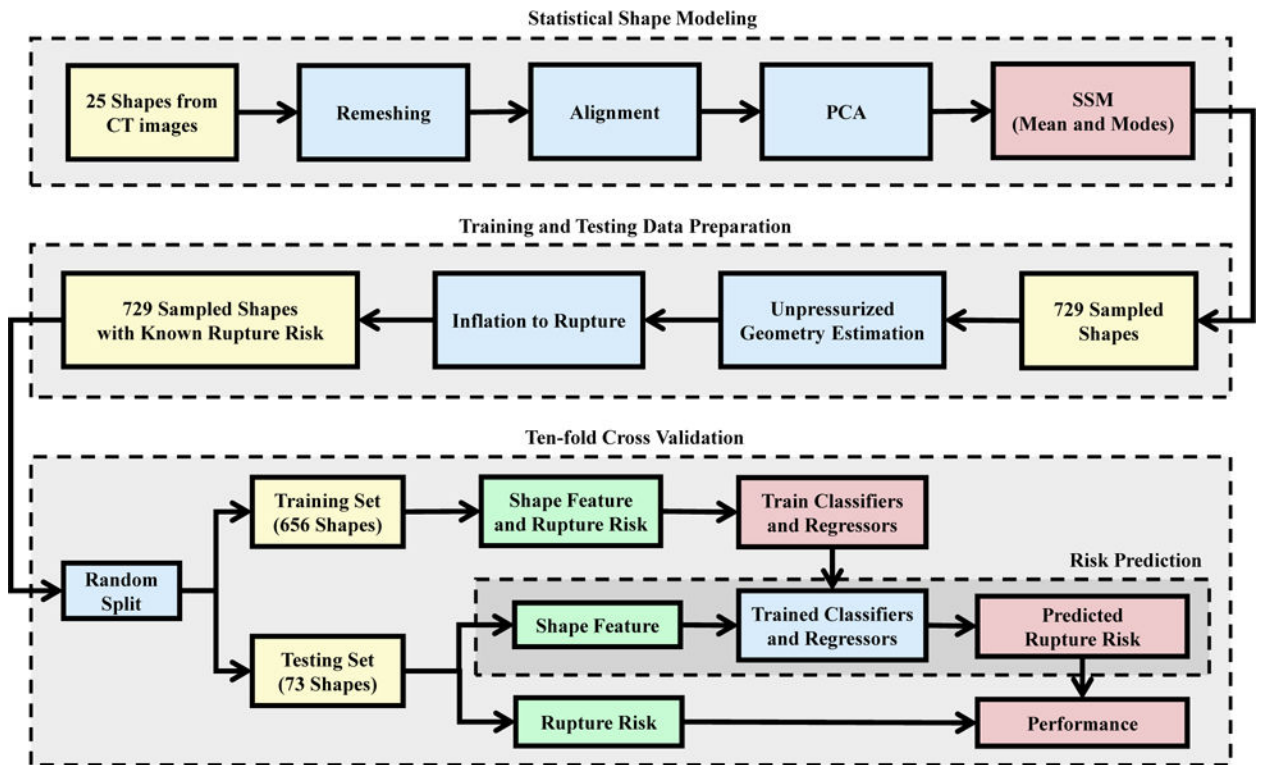 Statistical Shape Modeling
25 Shapes from
CT images
Remeshing
Alignment
PCA
SSM
(Mean and Modes)
Training and Testing Data Preparation
729 Sampled Shapes
with Known Rupture Risk
Inflation to Rupture
Unpressurized
Geometry Estimation
729 Sampled
Shapes
Ten-fold Cross Validation
Training Set
(656 Shapes)
Shape Feature
and Rupture Risk
Train Classifiers
and Regressors
Random
Split
Risk Prediction
Shape Feature
Trained Classifiers
and Regressors
Predicted
Rupture Risk
Testing Set
(73 Shapes)
Rupture Risk
Performance